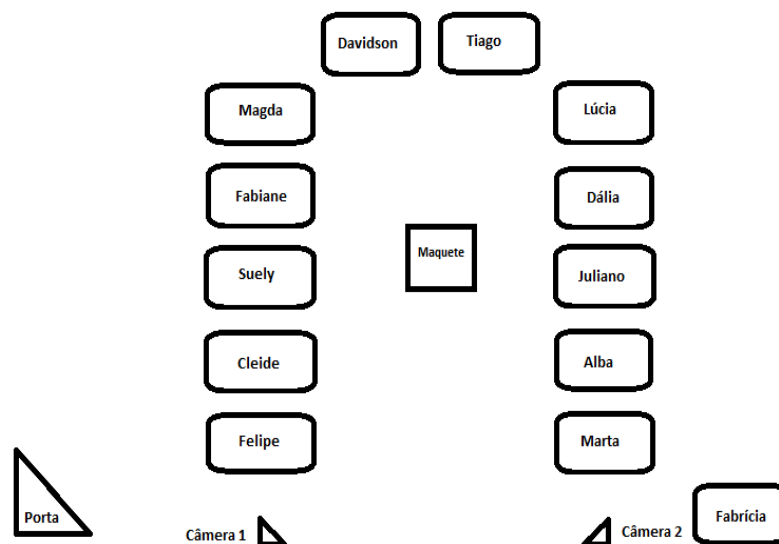 Davidson
Tiago
Magda
Lúcia
Fabiane
Dália
Maquete
Suely
Juliano
Cleide
Alba
Felipe
Marta
Porta
Câmera 1
Câmera 2
Fabrícia